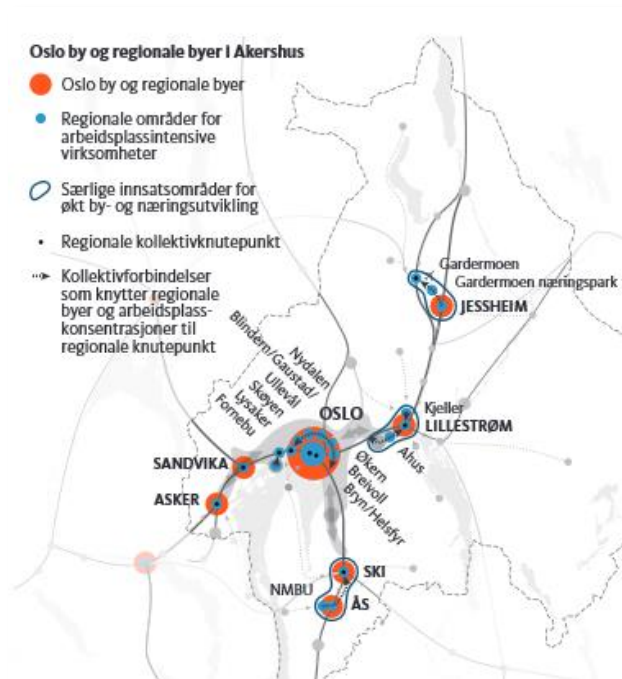 Oslo by og regionale byer i Akershus
Oslo by og regionale byer
Regionale områder for
arbeidsplassintensive
virksomheter
Særlige innsatsområder for
økt by- og næringsutvikling
Regionale kollektivknutepunkt
Kollektivforbindelser
som knytter regionale
byer og arbeidsplass-
konsentrasjoner til
regionale knutepunkt
Gardermoen
Gardermoen næringspark
JESSHEIM
Nydalen
Blindern/Gaustad/
Ullevål
Skøyen
Lysaker
Fornebu
OSLO
Kjeller
LILLESTRØM
Ahus
Økern
Breivoll
Bryn/Helsfyr
SANDVIKA
ASKER
SKI
NMBU
ÅS